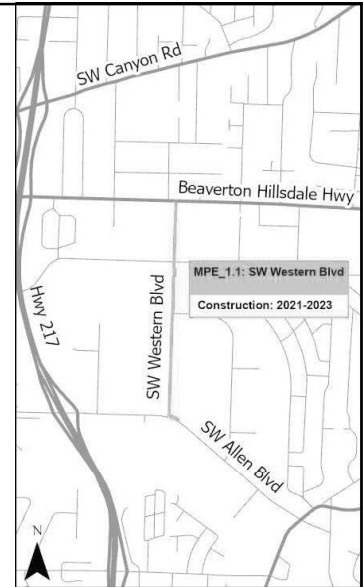 SW Canyon Rd
Beaverton Hillsdale Hwy
MPE_1.1: SW Western Blvd
Construction: 2021-2023
Hwy 217
SW Western Blvd
SW Allen Blvd
N